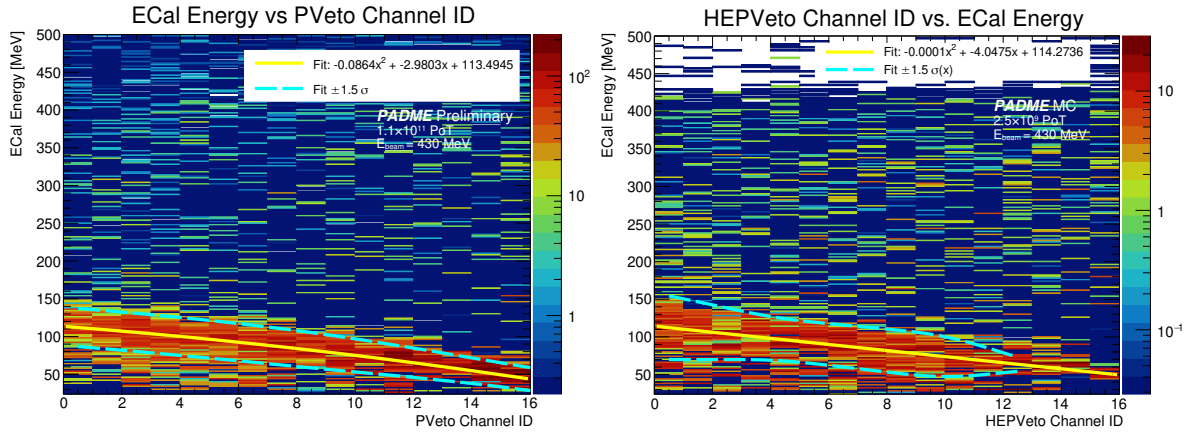 ECal Energy vs PVeto Channel ID
ECal Energy [MeV]
500
450
400
350
300
250
200
150
100
50
Fit: -0.0864x² + -2.9803x + 113.4945
Fit ±1.5 σ
PADME Preliminary
1.1×10¹¹ PoT
E_beam = 430 MeV
0 2 4 6 8 10 12 14 16
PVeto Channel ID
10²
10
1
HEPVeto Channel ID vs. ECal Energy
ECal Energy [MeV]
500
450
400
350
300
250
200
150
100
50
Fit: -0.0001x² + -4.0475x + 114.2736
Fit ±1.5 σ(x)
PADME MC
2.5×10⁹ PoT
E_beam = 430 MeV
0 2 4 6 8 10 12 14 16
HEPVeto Channel ID
10
1
10⁻¹